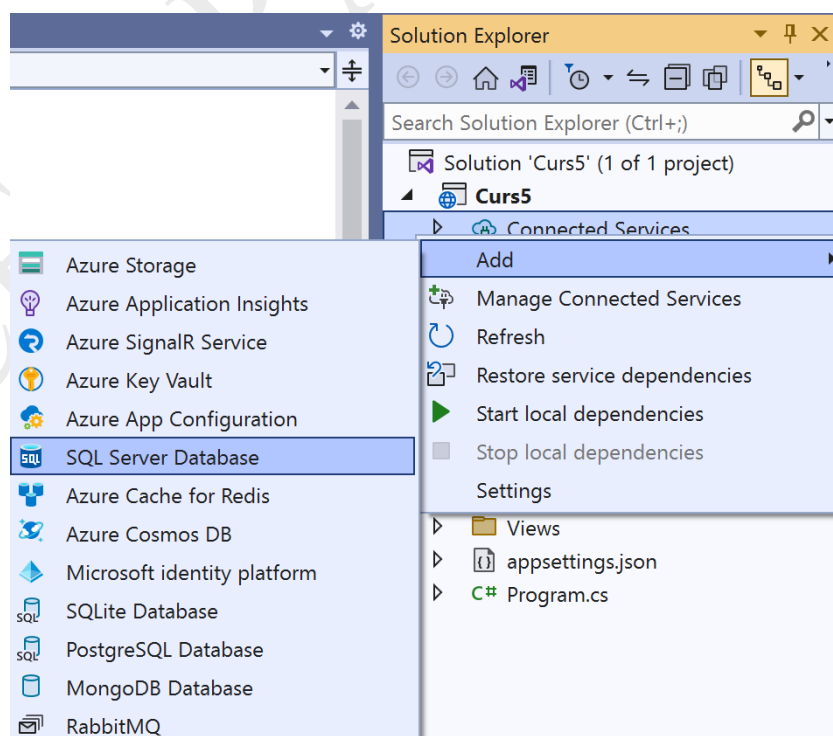 Solution Explorer
Search Solution Explorer (Ctrl+;)
Solution 'Curs5' (1 of 1 project)
Curs5
Connected Services
Add
Manage Connected Services
Refresh
Restore service dependencies
Start local dependencies
Stop local dependencies
Settings
Azure Storage
Azure Application Insights
Azure SignalR Service
Azure Key Vault
Azure App Configuration
SQL Server Database
Azure Cache for Redis
Azure Cosmos DB
Microsoft identity platform
SQLite Database
PostgreSQL Database
MongoDB Database
RabbitMQ
Views
appsettings.json
C# Program.cs